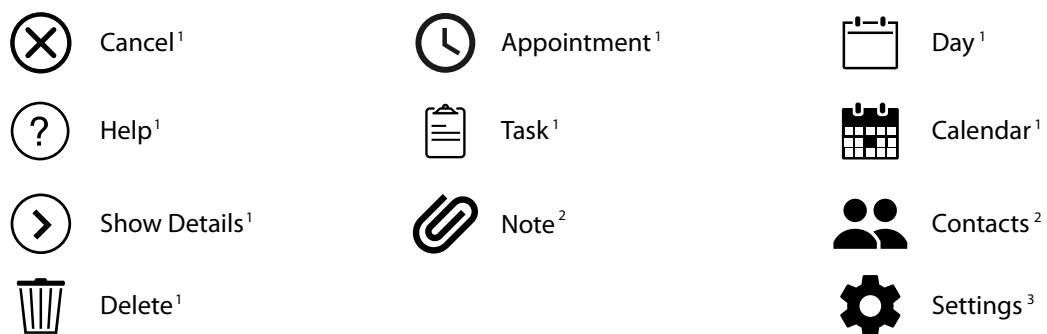 Cancel¹
Appointment¹
Day¹
?
Help¹
Task¹
Calendar¹
Show Details¹
Note²
Contacts²
Delete¹
Settings³